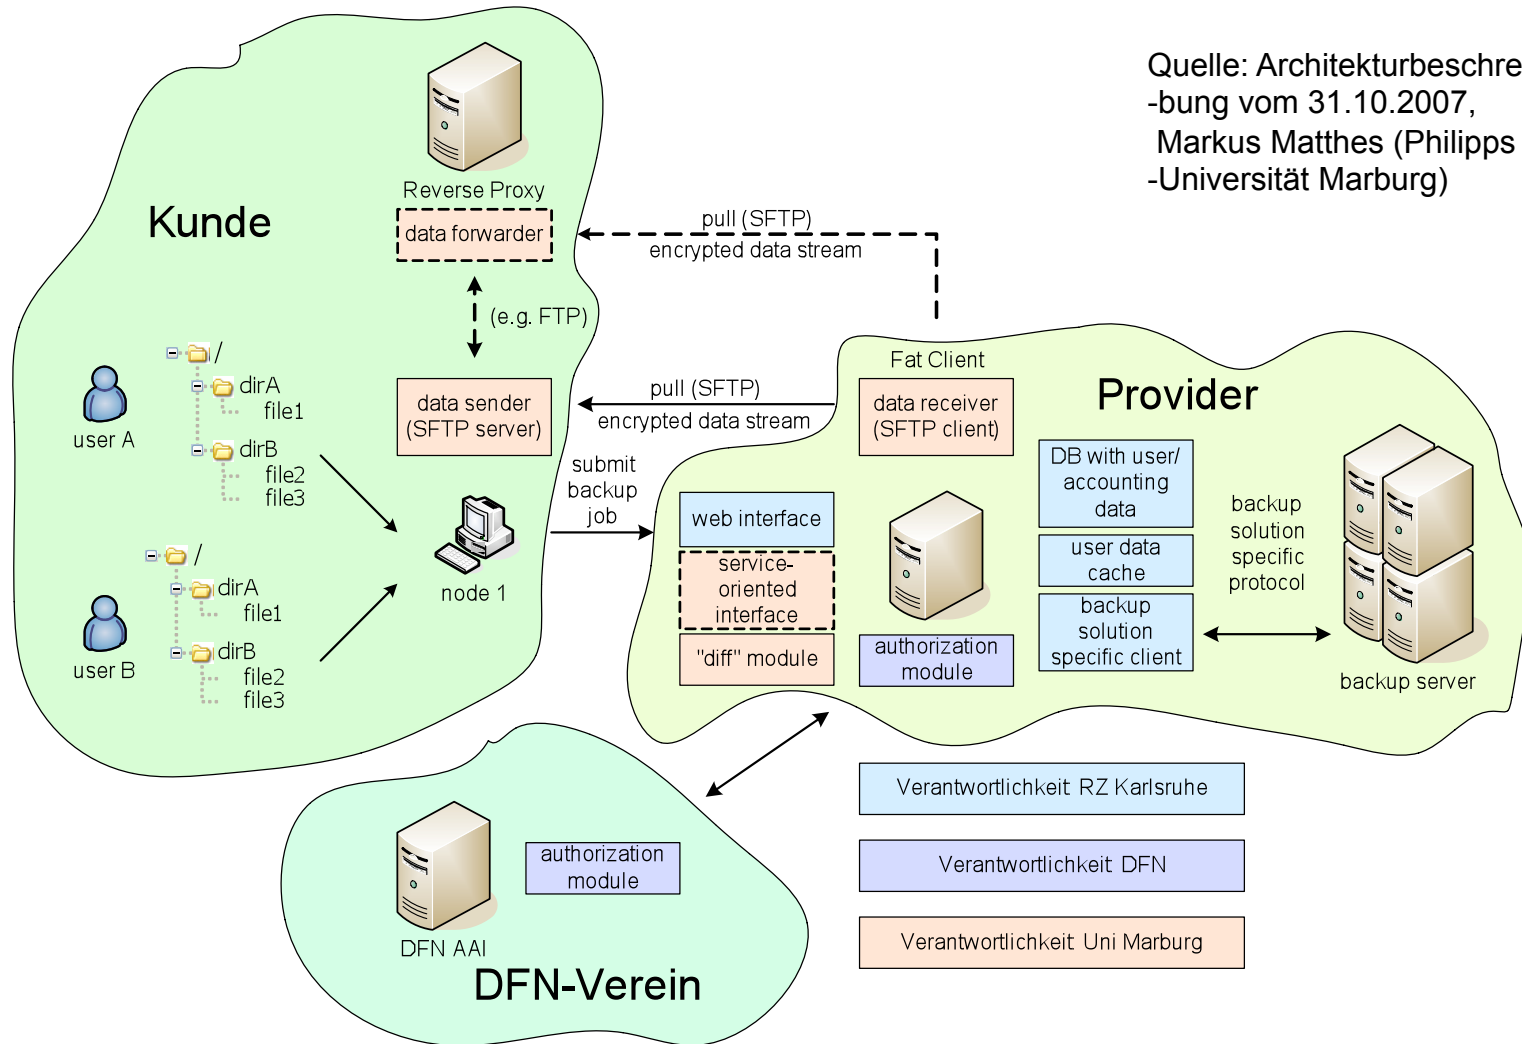 Quelle: Architekturbeschre
-bung vom 31.10.2007,
Markus Matthes (Philipps
-Universität Marburg)
Kunde
Reverse Proxy
data forwarder
(e.g. FTP)
pull (SFTP)
encrypted data stream
data sender
(SFTP server)
pull (SFTP)
encrypted data stream
submit
backup
job
user A
/
dirA
file1
dirB
file2
file3
user B
/
dirA
file1
dirB
file2
file3
node 1
Provider
Fat Client
data receiver
(SFTP client)
web interface
service-
oriented
interface
"diff" module
authorization
module
DB with user/
accounting
data
user data
cache
backup
solution
specific client
backup
solution
specific
protocol
backup server
DFN AAI
authorization
module
DFN-Verein
Verantwortlichkeit RZ Karlsruhe
Verantwortlichkeit DFN
Verantwortlichkeit Uni Marburg